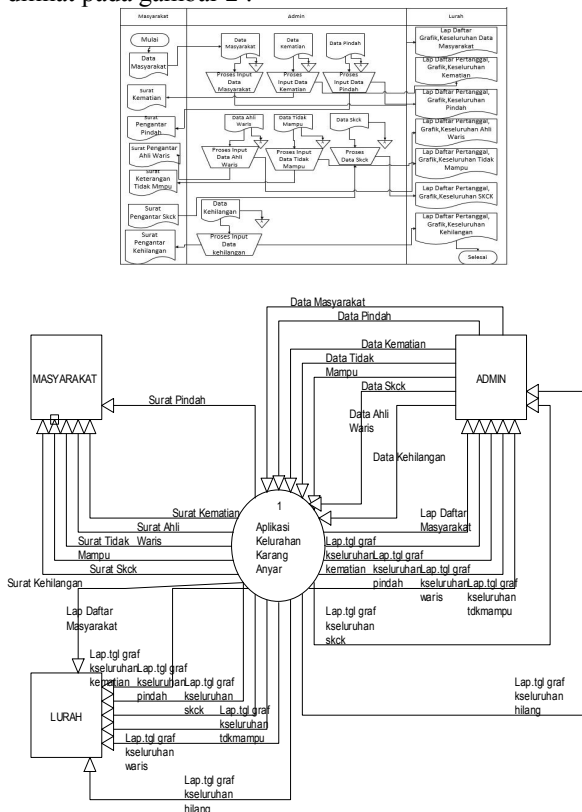 dilihat pada gambar 2 :
Masyarakat
Admin
Lurah
Mulai
Data
Masyarakat
Surat
Kematian
Surat
Pengantar
Pindah
surat Pengantar
Ahli Waris
Surat
Keterangan
Tidak Mmpu
Surat
Pengantar Skck
Surat
Pengantar
Kehilangan
Data
Masyarakat
Data
Kematian
Data Pindah
Proses Input
Data
Masyarakat
Proses
Input Data
Kematian
Proses
Input Data
Pindah
Data Ahli
Waris
Data Tidak
Mampu
Data Skck
Proses Input
Data Ahli
Waris
Proses Input
Data Tidak
Mampu
Proses
Data Skck
Data
Kehilangan
Proses Input
Data
kehilangan
Lap Daftar
Grafik,Keseluruhan Data
Masyarakat
Lap Daftar Pertanggal,
Grafik,Keseluruhan
Kematian
Lap Daftar Pertanggal,
Grafik,Keseluruhan
Pindah
Lap Daftar Pertanggal,
Grafik,Keseluruhan Ahli
Waris
Lap Daftar Pertanggal,
Grafik,Keseluruhan Tidak
Mampu
Lap Daftar Pertanggal,
Grafik,Keseluruhan SKCK
Lap Daftar Pertanggal,
Grafik,Keseluruhan
Kehilangan
Selesai
Data Masyarakat
Data Pindah
Data Kematian
Data Tidak
Mampu
Data Skck
Data Ahli
Waris
Data Kehilangan
MASYARAKAT
ADMIN
Surat Pindah
Surat Kematian
Surat Ahli
Waris
Surat Tidak
Mampu
Surat Skck
Surat Kehilangan
1
Aplikasi
Kelurahan
Karang
Anyar
Lap Daftar
Masyarakat
Lap.tgl graf
kseluruhan
kematian
Lap.tgl graf
kseluruhan
pindah
Lap.tgl graf
kseluruhan
waris
Lap.tgl graf
kseluruhan
tdkmampu
Lap.tgl graf
kseluruhan
skck
Lap.tgl graf
kseluruhan
hilang
Lap Daftar
Masyarakat
Lap.tgl graf
kseluruhan
kematian
Lap.tgl graf
kseluruhan
pindah
Lap.tgl graf
kseluruhan
skck
Lap.tgl graf
kseluruhan
tdkmampu
LURAH
Lap.tgl graf
kseluruhan
waris
Lap.tgl graf
kseluruhan
hilang